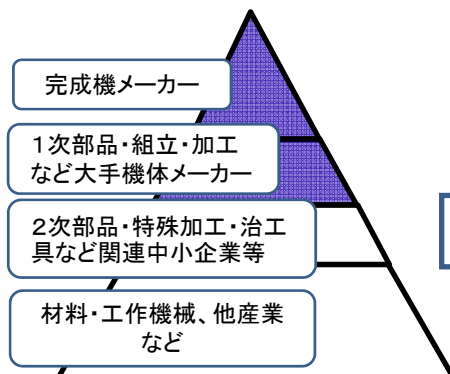 完成機メーカー
１次部品・組立・加工
など大手機体メーカー
２次部品・特殊加工・治工
具など関連中小企業等
材料・工作機械、他産業
など